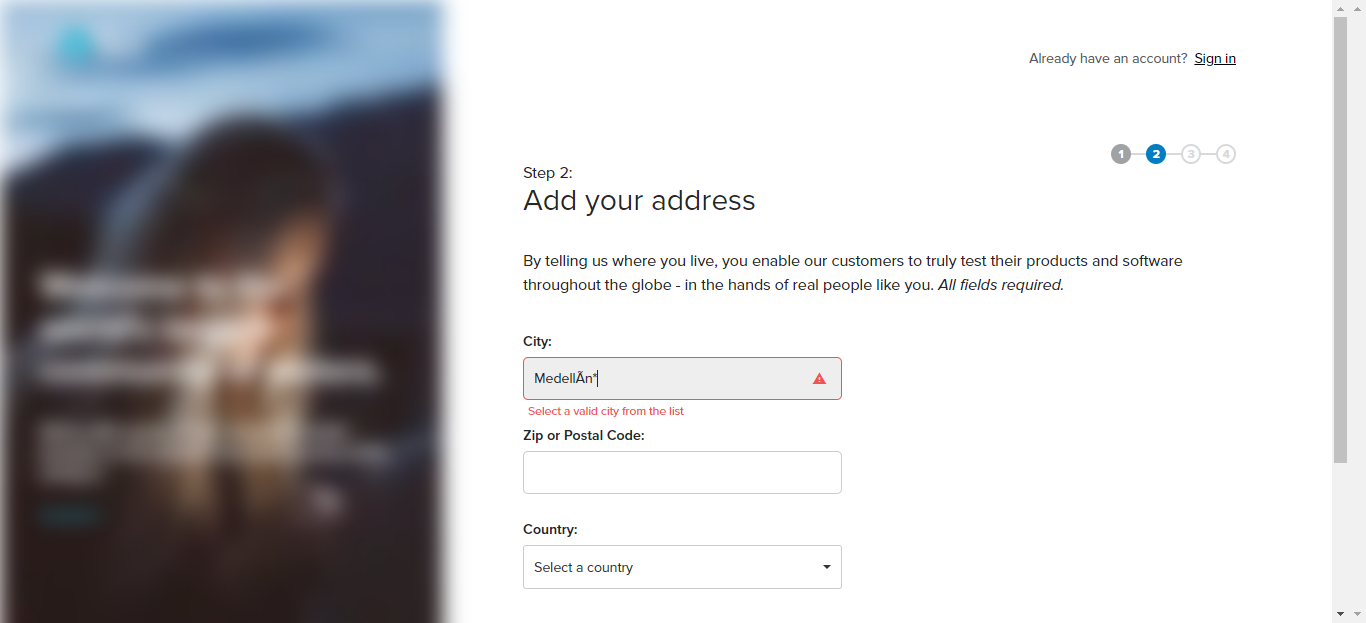 Already have an account? Sign in
1 2 3 4
Step 2:
Add your address
By telling us where you live, you enable our customers to truly test their products and software
throughout the globe - in the hands of real people like you. All fields required.
City:
MedellÃn*
Select a valid city from the list
Zip or Postal Code:
Country:
Select a country